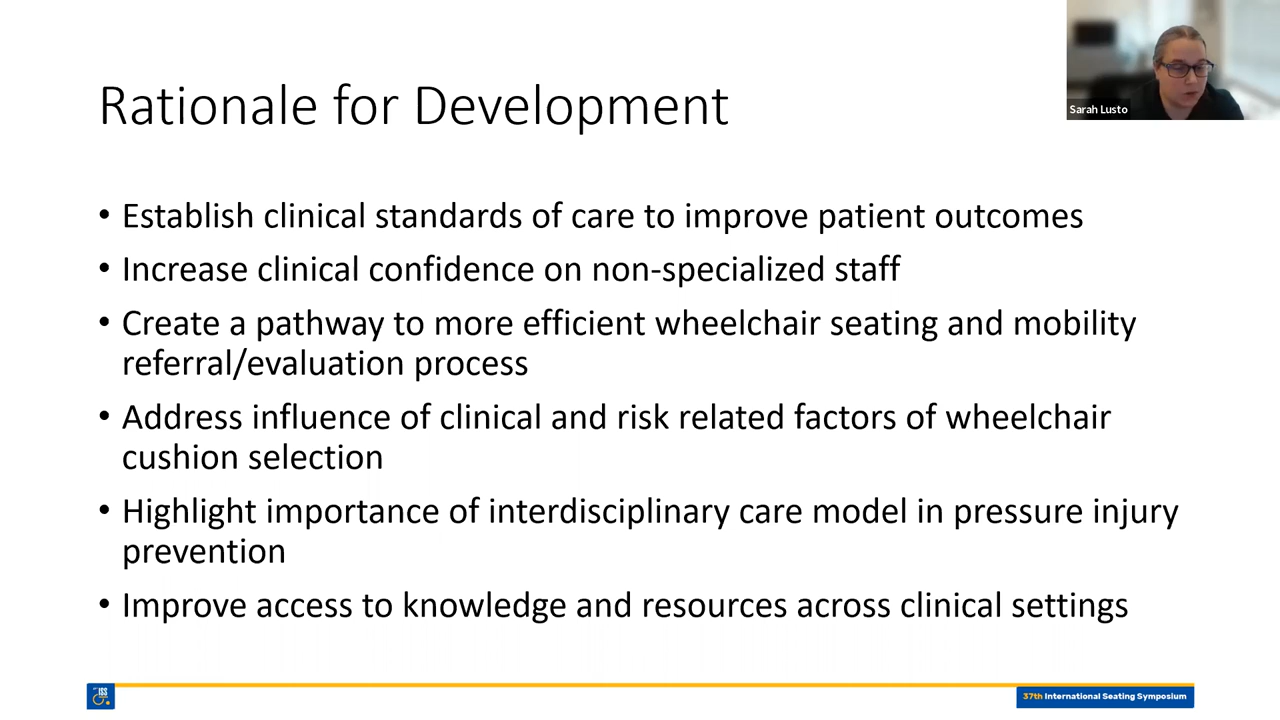 Rationale for Development
Sarah Lusto
• Establish clinical standards of care to improve patient outcomes
• Increase clinical confidence on non-specialized staff
• Create a pathway to more efficient wheelchair seating and mobility
referral/evaluation process
• Address influence of clinical and risk related factors of wheelchair
cushion selection
• Highlight importance of interdisciplinary care model in pressure injury
prevention
• Improve access to knowledge and resources across clinical settings
ISS
37th International Seating Symposium